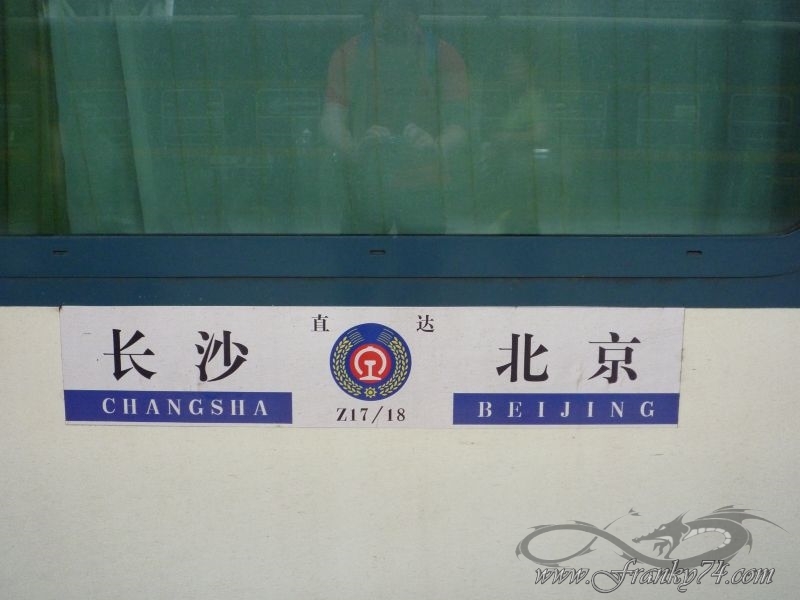 直 达
长 沙
北 京
CHANGSHA
Z17/18
BEIJING
www.Franky74.com